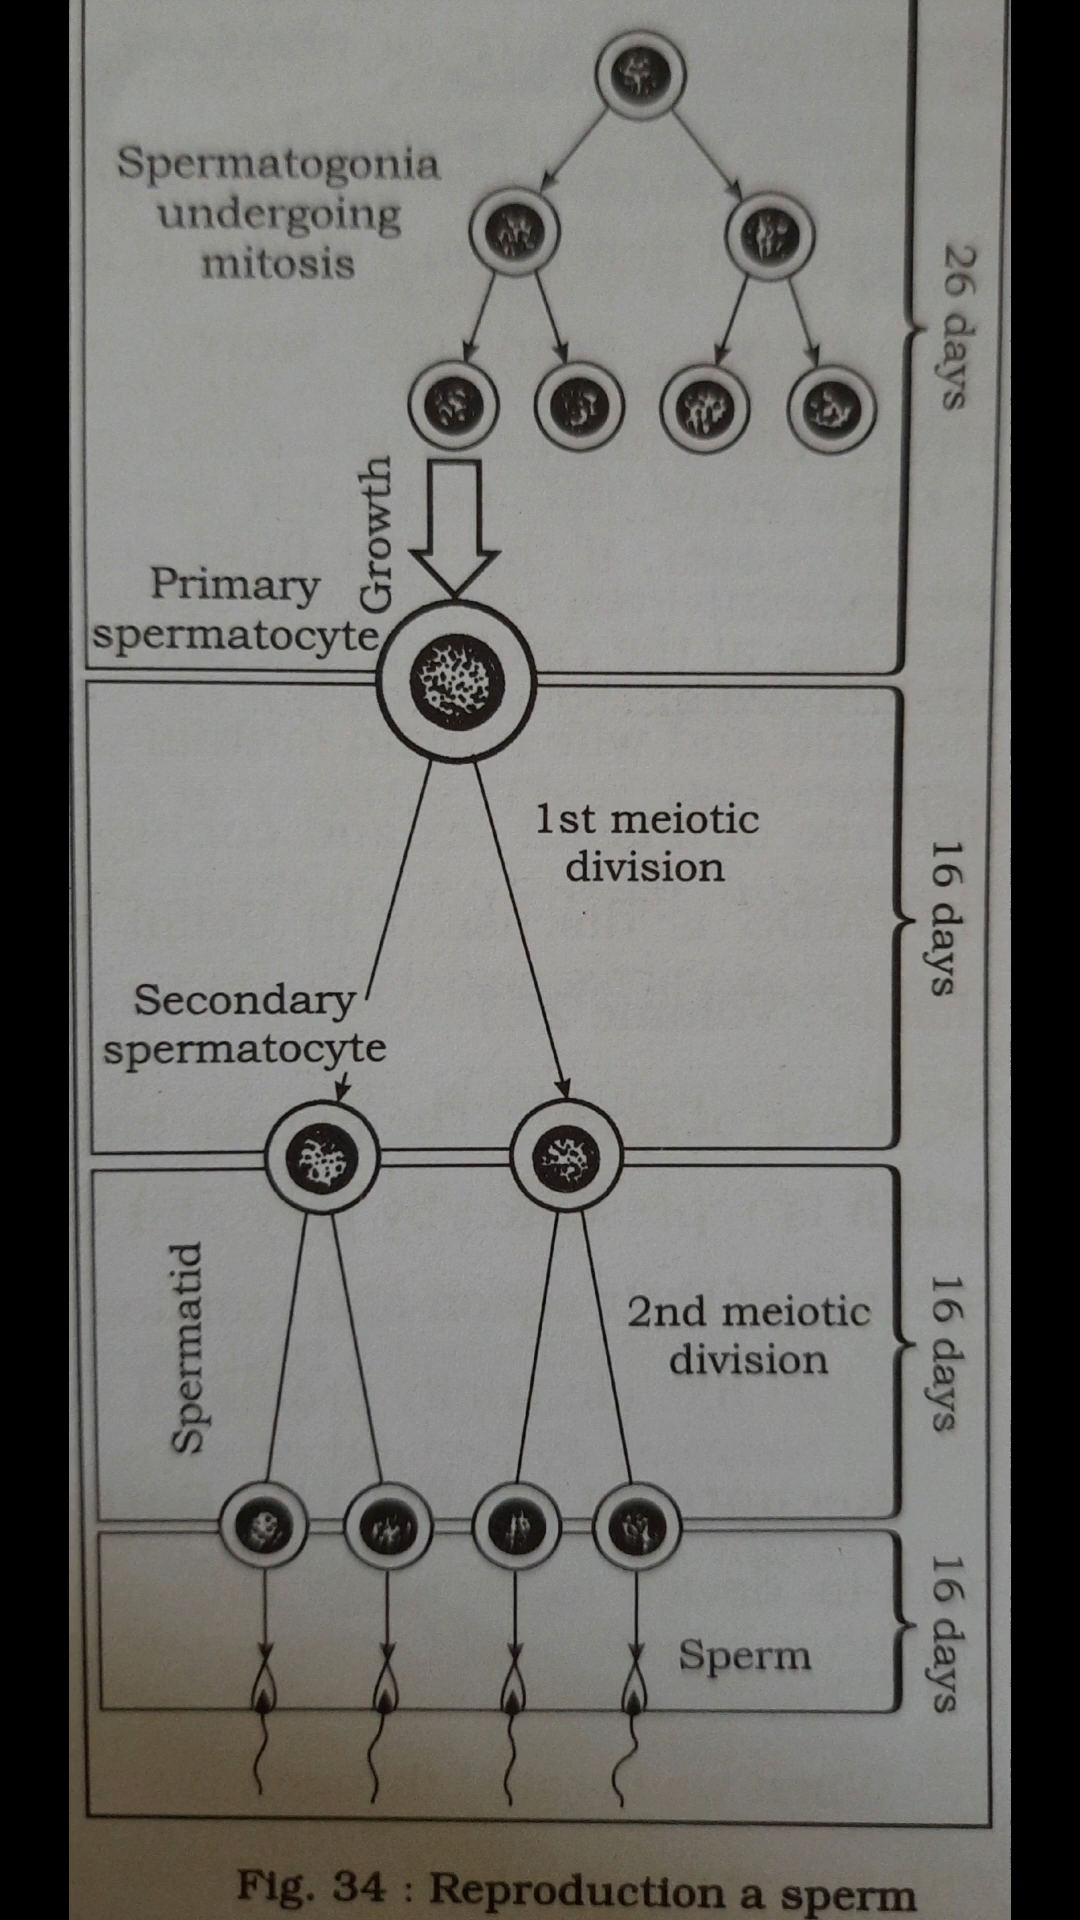 Spermatogonia
undergoing
mitosis
26 days
Growth
Primary
spermatocyte
1st meiotic
division
16 days
Secondary
spermatocyte
Spermatid
2nd meiotic
division
16 days
Sperm
16 days
Fig. 34 : Reproduction a sperm